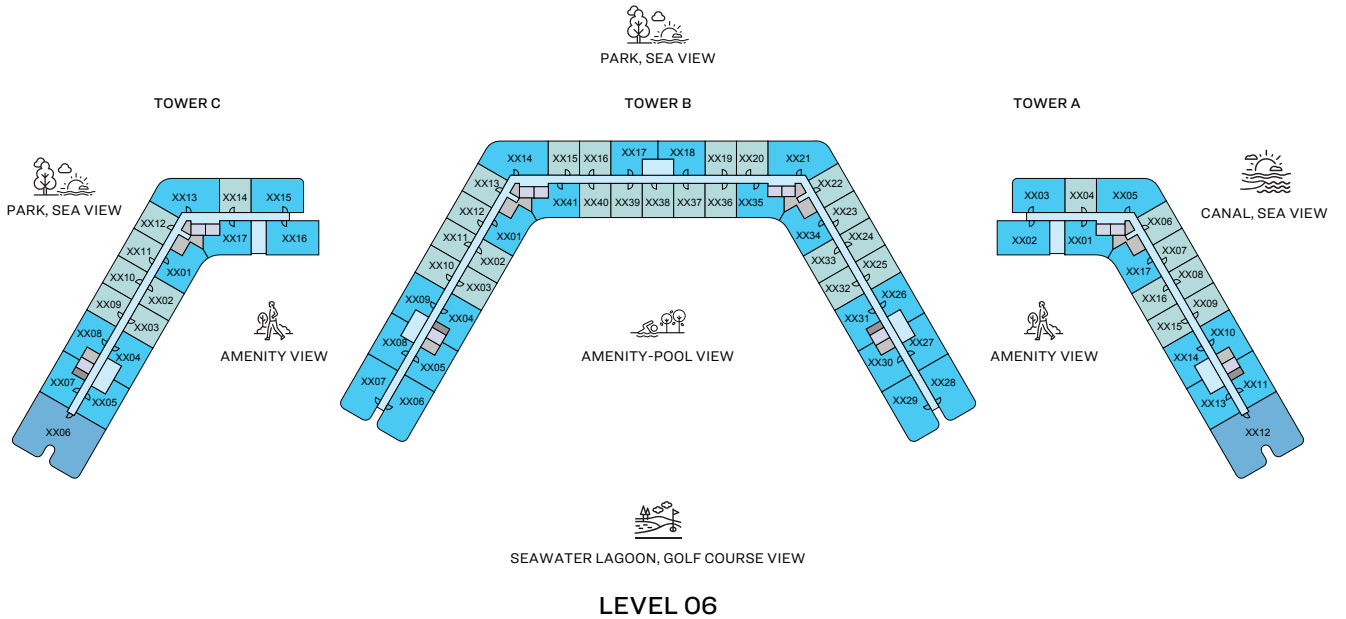 PARK, SEA VIEW
TOWER C
TOWER B
TOWER A
PARK, SEA VIEW
CANAL, SEA VIEW
XX13
XX14
XX15
XX12
XX17
XX16
XX11
XX01
XX10
XX02
XX09
XX03
XX08
XX04
XX07
XX05
XX06
AMENITY VIEW
XX14
XX15
XX16
XX17
XX18
XX19
XX20
XX21
XX13
XX41
XX40
XX39
XX38
XX37
XX36
XX35
XX22
XX12
XX01
XX34
XX23
XX11
XX02
XX33
XX24
XX10
XX03
XX32
XX25
XX09
XX04
XX31
XX26
XX08
XX05
XX30
XX27
XX07
XX06
XX29
XX28
AMENITY-POOL VIEW
XX03
XX04
XX05
XX02
XX01
XX06
XX17
XX07
XX16
XX08
XX15
XX09
XX14
XX10
XX13
XX11
XX12
AMENITY VIEW
SEAWATER LAGOON, GOLF COURSE VIEW
LEVEL 06